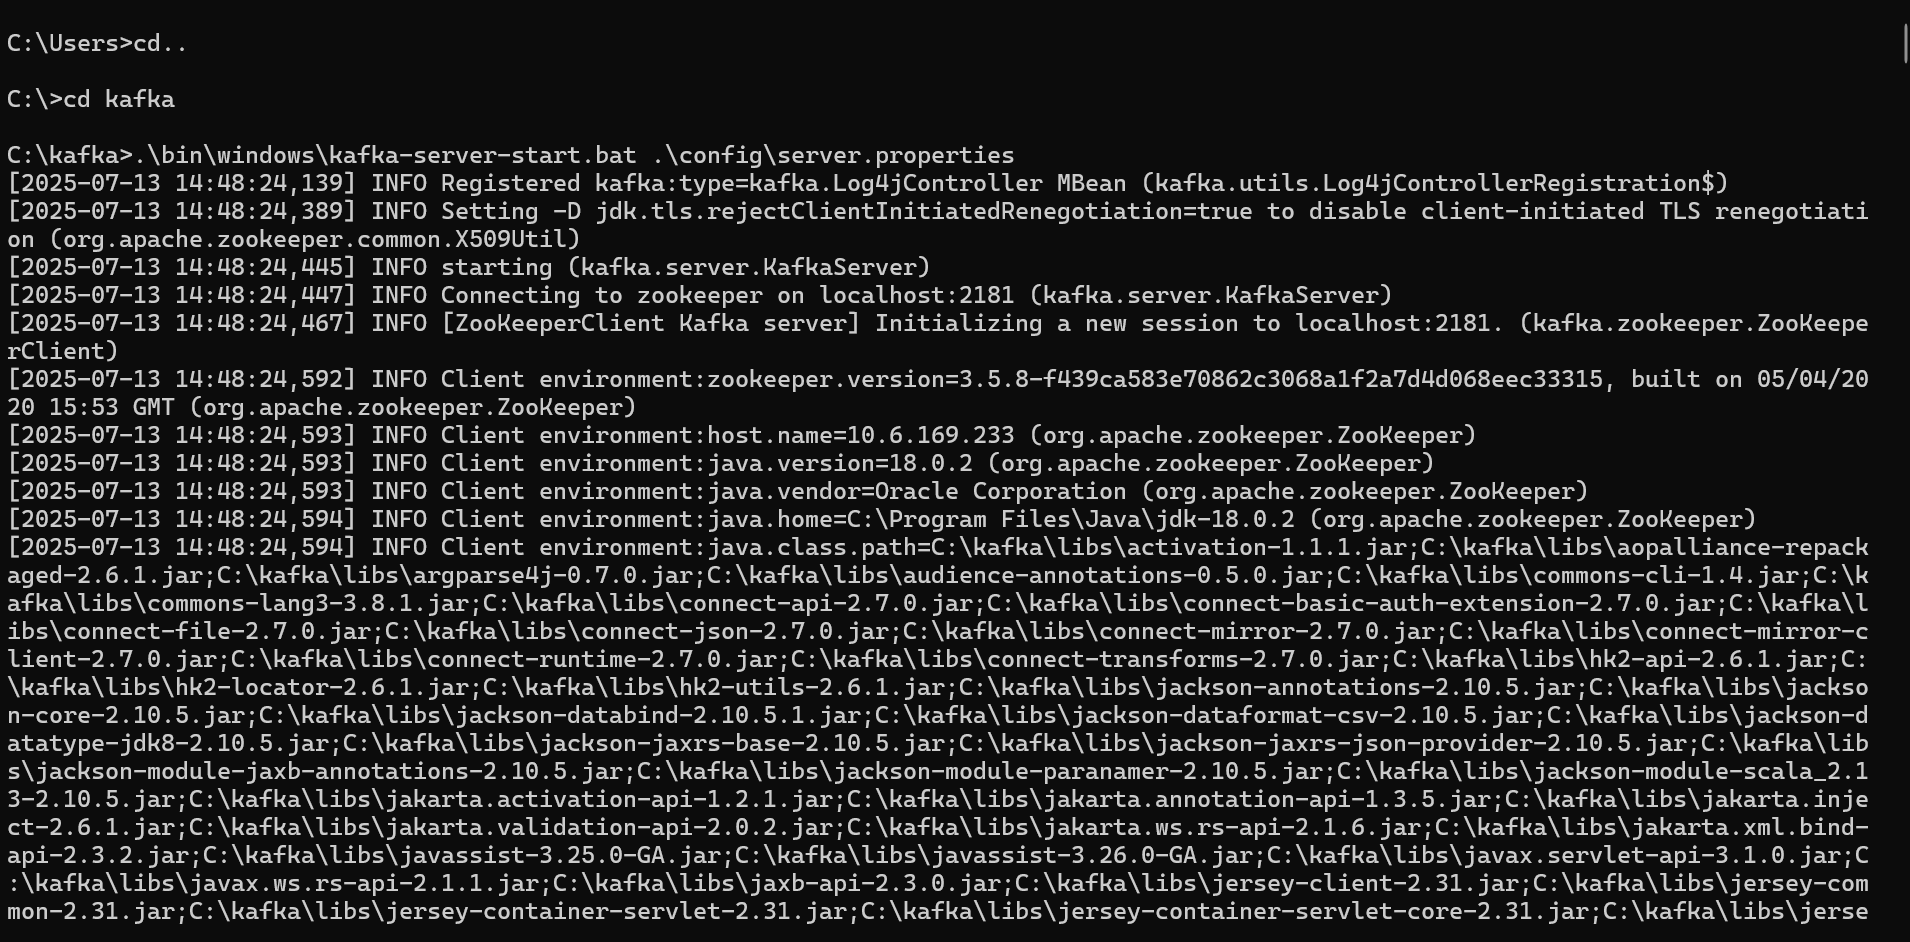 C:\Users>cd..
C:\>cd kafka
C:\kafka>.\bin\windows\kafka-server-start.bat .\config\server.properties
[2025-07-13 14:48:24,139] INFO Registered kafka:type=kafka.Log4jController MBean (kafka.utils.Log4jControllerRegistration$)
[2025-07-13 14:48:24,389] INFO Setting -D jdk.tls.rejectClientInitiatedRenegotiation=true to disable client-initiated TLS renegotiati
on (org.apache.zookeeper.common.X509Util)
[2025-07-13 14:48:24,445] INFO starting (kafka.server.KafkaServer)
[2025-07-13 14:48:24,447] INFO Connecting to zookeeper on localhost:2181 (kafka.server.KafkaServer)
[2025-07-13 14:48:24,467] INFO [ZooKeeperClient Kafka server] Initializing a new session to localhost:2181. (kafka.zookeeper.ZooKeepe
rClient)
[2025-07-13 14:48:24,592] INFO Client environment:zookeeper.version=3.5.8-f439ca583e70862c3068a1f2a7d4d068eec33315, built on 05/04/20
20 15:53 GMT (org.apache.zookeeper.ZooKeeper)
[2025-07-13 14:48:24,593] INFO Client environment:host.name=10.6.169.233 (org.apache.zookeeper.ZooKeeper)
[2025-07-13 14:48:24,593] INFO Client environment:java.version=18.0.2 (org.apache.zookeeper.ZooKeeper)
[2025-07-13 14:48:24,593] INFO Client environment:java.vendor=Oracle Corporation (org.apache.zookeeper.ZooKeeper)
[2025-07-13 14:48:24,594] INFO Client environment:java.home=C:\Program Files\Java\jdk-18.0.2 (org.apache.zookeeper.ZooKeeper)
[2025-07-13 14:48:24,594] INFO Client environment:java.class.path=C:\kafka\libs\activation-1.1.1.jar;C:\kafka\libs\aopalliance-repack
aged-2.6.1.jar;C:\kafka\libs\argparse4j-0.7.0.jar;C:\kafka\libs\audience-annotations-0.5.0.jar;C:\kafka\libs\commons-cli-1.4.jar;C:\k
afka\libs\commons-lang3-3.8.1.jar;C:\kafka\libs\connect-api-2.7.0.jar;C:\kafka\libs\connect-basic-auth-extension-2.7.0.jar;C:\kafka\l
ibs\connect-file-2.7.0.jar;C:\kafka\libs\connect-json-2.7.0.jar;C:\kafka\libs\connect-mirror-2.7.0.jar;C:\kafka\libs\connect-mirror-c
lient-2.7.0.jar;C:\kafka\libs\connect-runtime-2.7.0.jar;C:\kafka\libs\connect-transforms-2.7.0.jar;C:\kafka\libs\hk2-api-2.6.1.jar;C:
\kafka\libs\hk2-locator-2.6.1.jar;C:\kafka\libs\hk2-utils-2.6.1.jar;C:\kafka\libs\jackson-annotations-2.10.5.jar;C:\kafka\libs\jackso
n-core-2.10.5.jar;C:\kafka\libs\jackson-databind-2.10.5.1.jar;C:\kafka\libs\jackson-dataformat-csv-2.10.5.jar;C:\kafka\libs\jackson-d
atatype-jdk8-2.10.5.jar;C:\kafka\libs\jackson-jaxrs-base-2.10.5.jar;C:\kafka\libs\jackson-jaxrs-json-provider-2.10.5.jar;C:\kafka\lib
s\jackson-module-jaxb-annotations-2.10.5.jar;C:\kafka\libs\jackson-module-paranamer-2.10.5.jar;C:\kafka\libs\jackson-module-scala_2.1
3-2.10.5.jar;C:\kafka\libs\jakarta.activation-api-1.2.1.jar;C:\kafka\libs\jakarta.annotation-api-1.3.5.jar;C:\kafka\libs\jakarta.inje
ct-2.6.1.jar;C:\kafka\libs\jakarta.validation-api-2.0.2.jar;C:\kafka\libs\jakarta.ws.rs-api-2.1.6.jar;C:\kafka\libs\jakarta.xml.bind-
api-2.3.2.jar;C:\kafka\libs\javassist-3.25.0-GA.jar;C:\kafka\libs\javassist-3.26.0-GA.jar;C:\kafka\libs\javax.servlet-api-3.1.0.jar;C
:\kafka\libs\javax.ws.rs-api-2.1.1.jar;C:\kafka\libs\jaxb-api-2.3.0.jar;C:\kafka\libs\jersey-client-2.31.jar;C:\kafka\libs\jersey-com
mon-2.31.jar;C:\kafka\libs\jersey-container-servlet-2.31.jar;C:\kafka\libs\jersey-container-servlet-core-2.31.jar;C:\kafka\libs\jerse